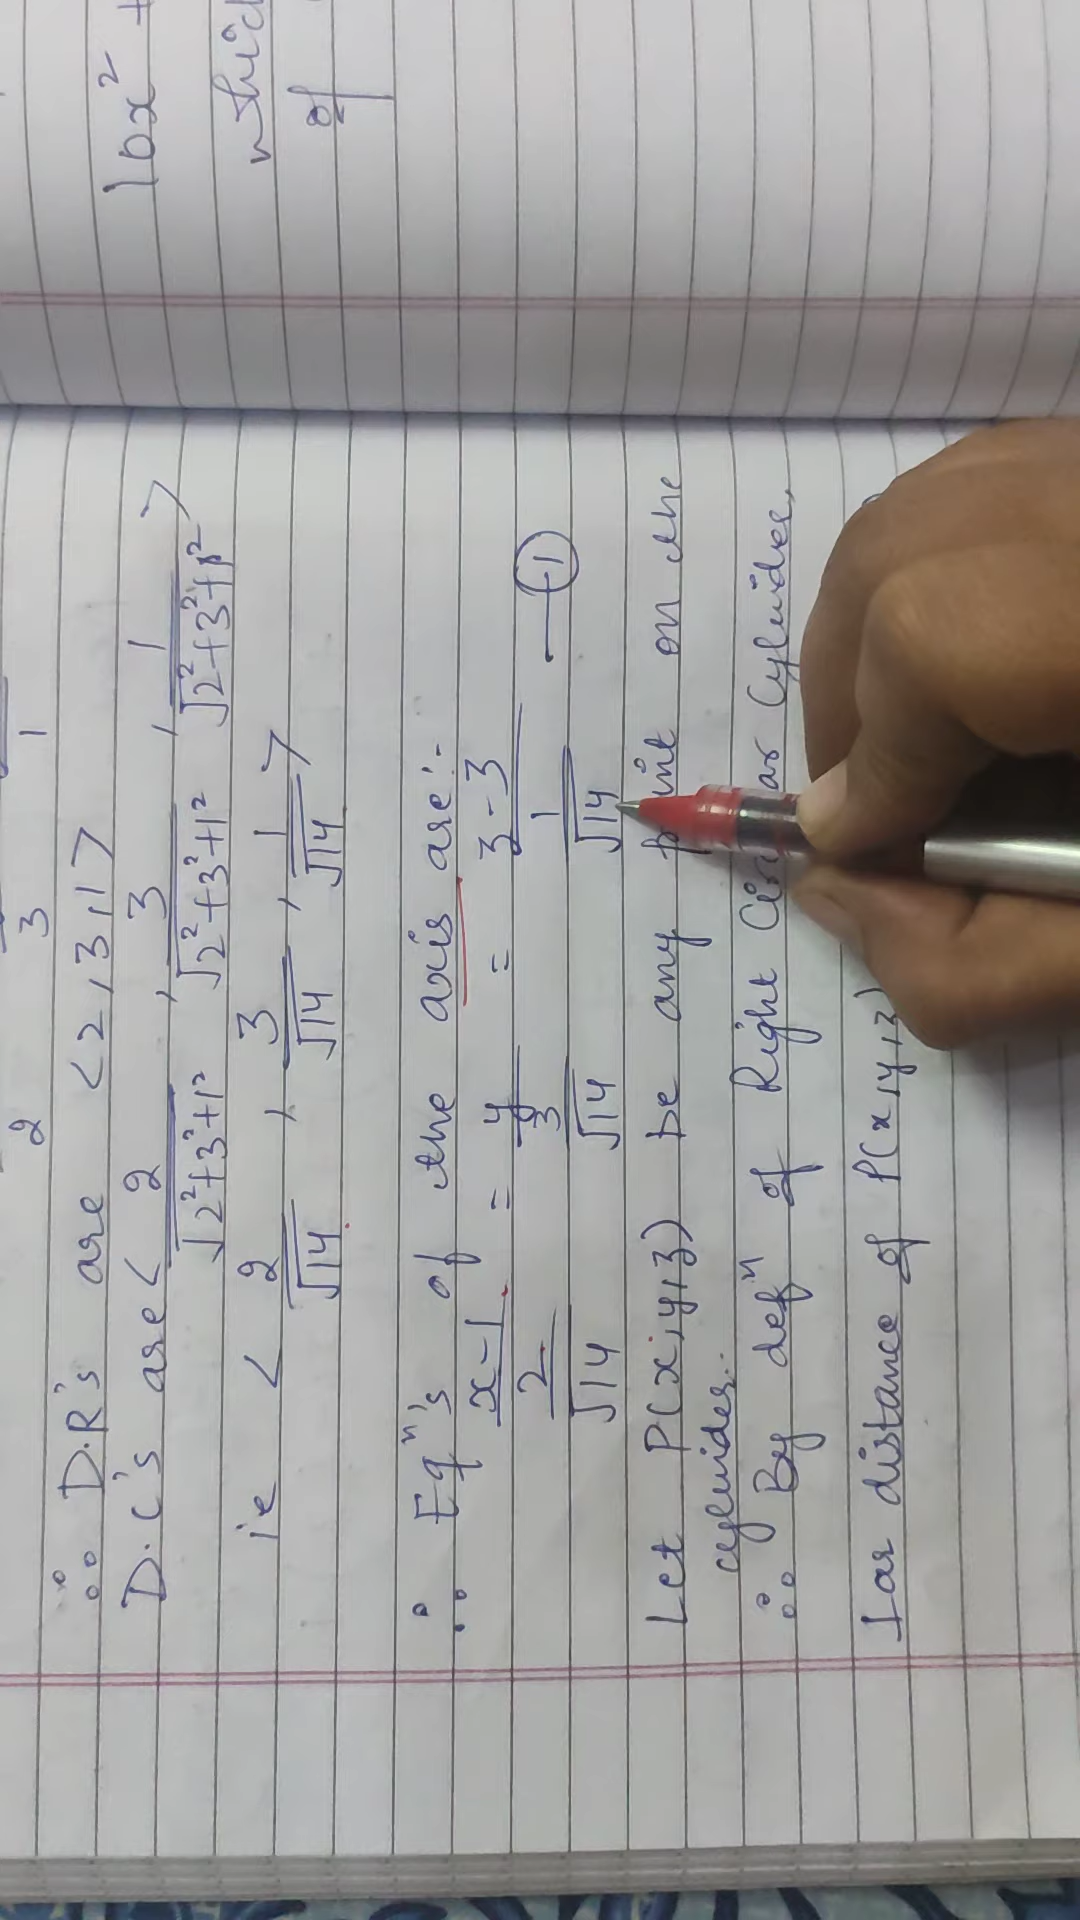 2 3 1
∴ D.R's are <2,3,1>
D.C's are < 2/√2²+3²+1² , 3/√2²+3²+1² , 1/√2²+3²+1² >
ie < 2/√14 , 3/√14 , 1/√14 >
∴ Eqⁿ's of the axis are:-
x-1/2/√14 = y/3/√14 = z-3/1/√14 — ①
Let P(x,y,z) be any point on the
cylinder.
∴ By defⁿ of Right Circular Cylinder,
⊥ar distance of P(x,y,z)
10x² +
which
of